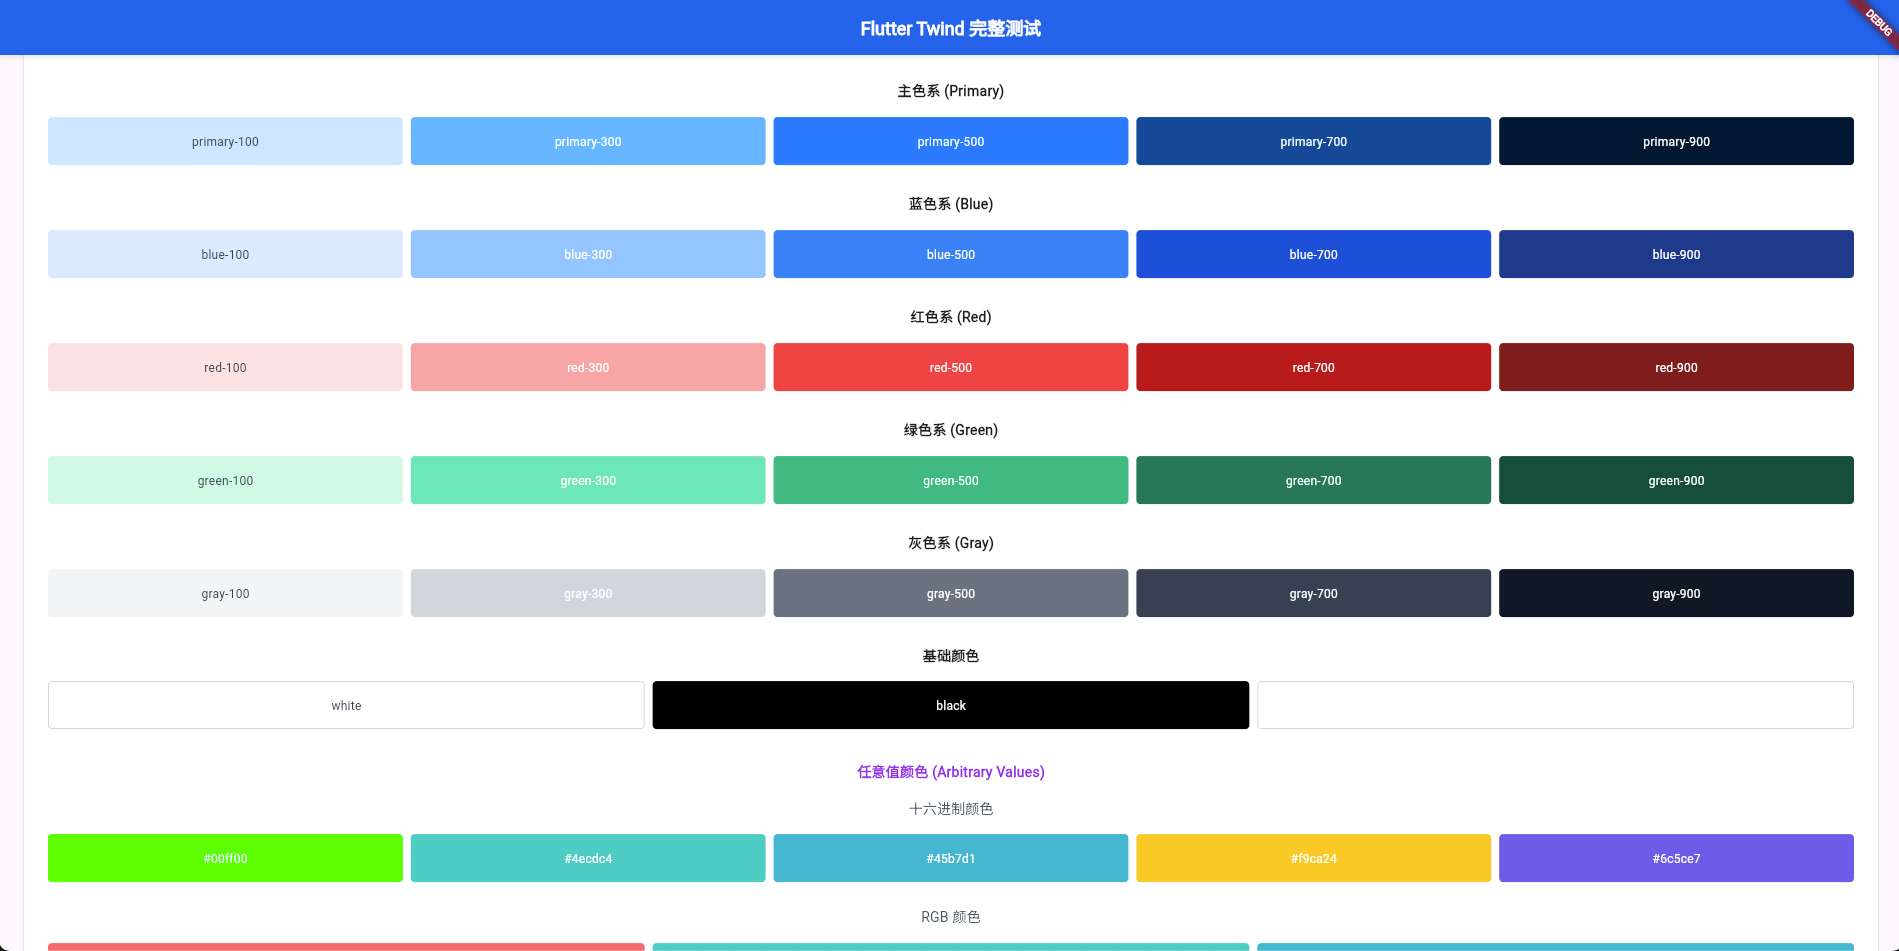 Flutter Twind 完整测试
DEBUG
主色系 (Primary)
primary-100
primary-300
primary-500
primary-700
primary-900
蓝色系 (Blue)
blue-100
blue-300
blue-500
blue-700
blue-900
红色系 (Red)
red-100
red-300
red-500
red-700
red-900
绿色系 (Green)
green-100
green-300
green-500
green-700
green-900
灰色系 (Gray)
gray-100
gray-300
gray-500
gray-700
gray-900
基础颜色
white
black
任意值颜色 (Arbitrary Values)
十六进制颜色
#00ff00
#4ecdc4
#45b7d1
#f9ca24
#6c5ce7
RGB 颜色